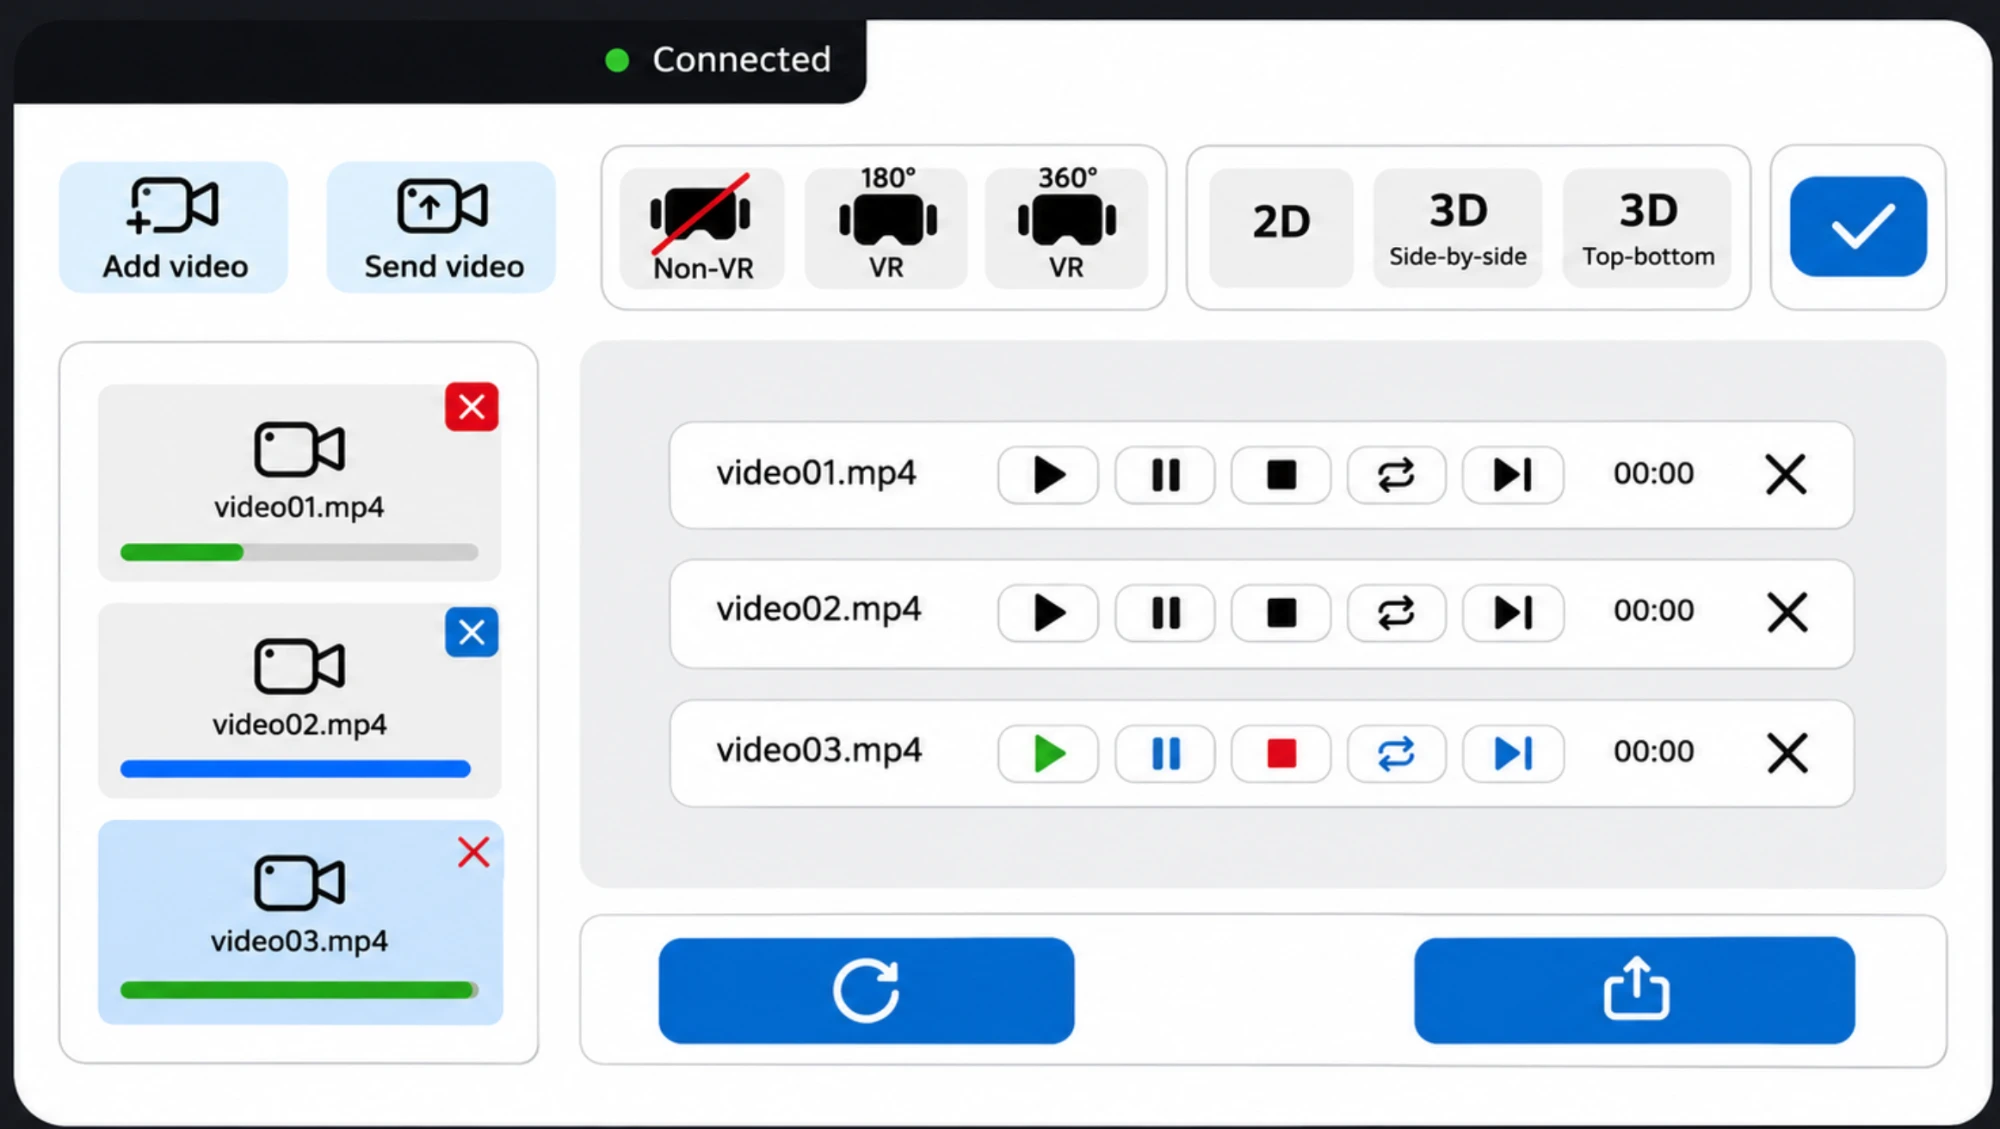 Connected
Add video
Send video
Non-VR
180°
VR
360°
VR
2D
3D
Side-by-side
3D
Top-bottom
video01.mp4
video02.mp4
video03.mp4
video01.mp4 00:00
video02.mp4 00:00
video03.mp4 00:00